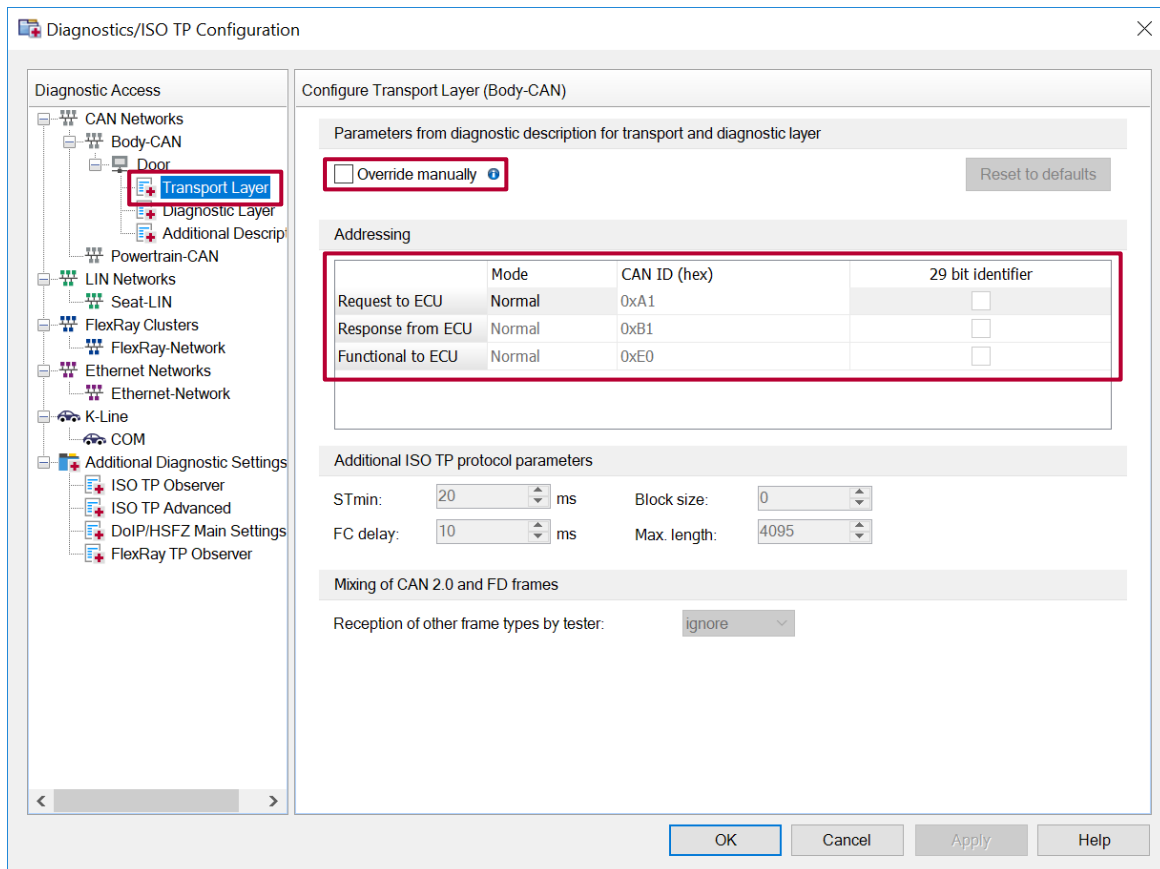 Diagnostics/ISO TP Configuration
Diagnostic Access
CAN Networks
Body-CAN
Door
Transport Layer
Diagnostic Layer
Additional Descrip
Powertrain-CAN
LIN Networks
Seat-LIN
FlexRay Clusters
FlexRay-Network
Ethernet Networks
Ethernet-Network
K-Line
COM
Additional Diagnostic Settings
ISO TP Observer
ISO TP Advanced
DoIP/HSFZ Main Settings
FlexRay TP Observer
Configure Transport Layer (Body-CAN)
Parameters from diagnostic description for transport and diagnostic layer
Override manually
Reset to defaults
Addressing
Mode CAN ID (hex) 29 bit identifier
Request to ECU Normal 0xA1
Response from ECU Normal 0xB1
Functional to ECU Normal 0xE0
Additional ISO TP protocol parameters
STmin: 20 ms Block size: 0
FC delay: 10 ms Max. length: 4095
Mixing of CAN 2.0 and FD frames
Reception of other frame types by tester: ignore
OK Cancel Apply Help